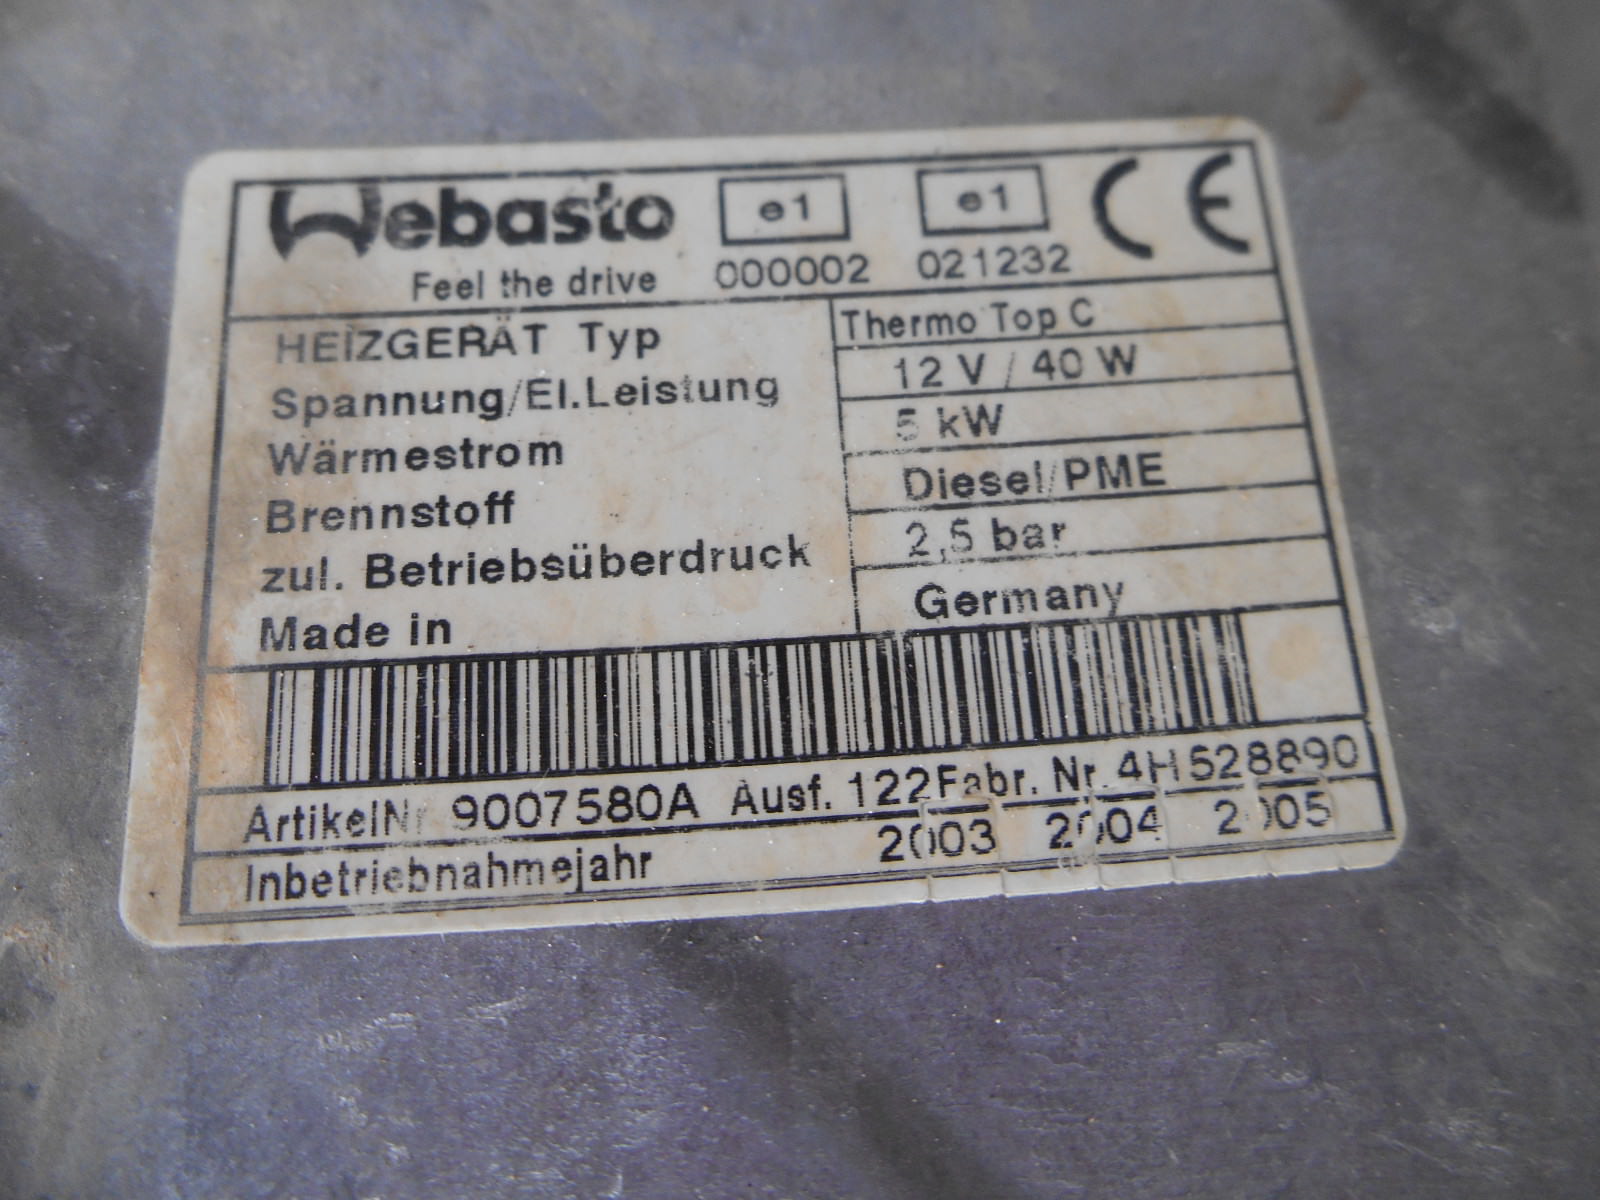 Webasto e1 e1 CE
Feel the drive 000002 021232
HEIZGERÄT Typ Thermo Top C
Spannung/El.Leistung 12 V / 40 W
Wärmestrom 5 kW
Brennstoff Diesel/PME
zul. Betriebsüberdruck 2,5 bar
Made in Germany
ArtikelNr 9007580A Ausf. 122 Fabr. Nr. 4H528890
Inbetriebnahmejahr 2003 2004 2005